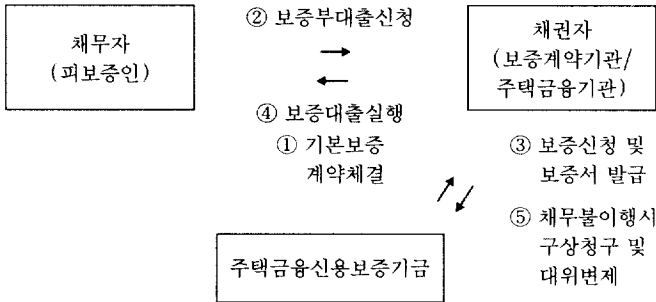 ② 보증부대출신청
채무자
(피보증인)
채권자
(보증계약기관/
주택금융기관)
④ 보증대출실행
① 기본보증
계약체결
③ 보증신청 및
보증서 발급
⑤ 채무불이행시
구상청구 및
대위변제
주택금융신용보증기금